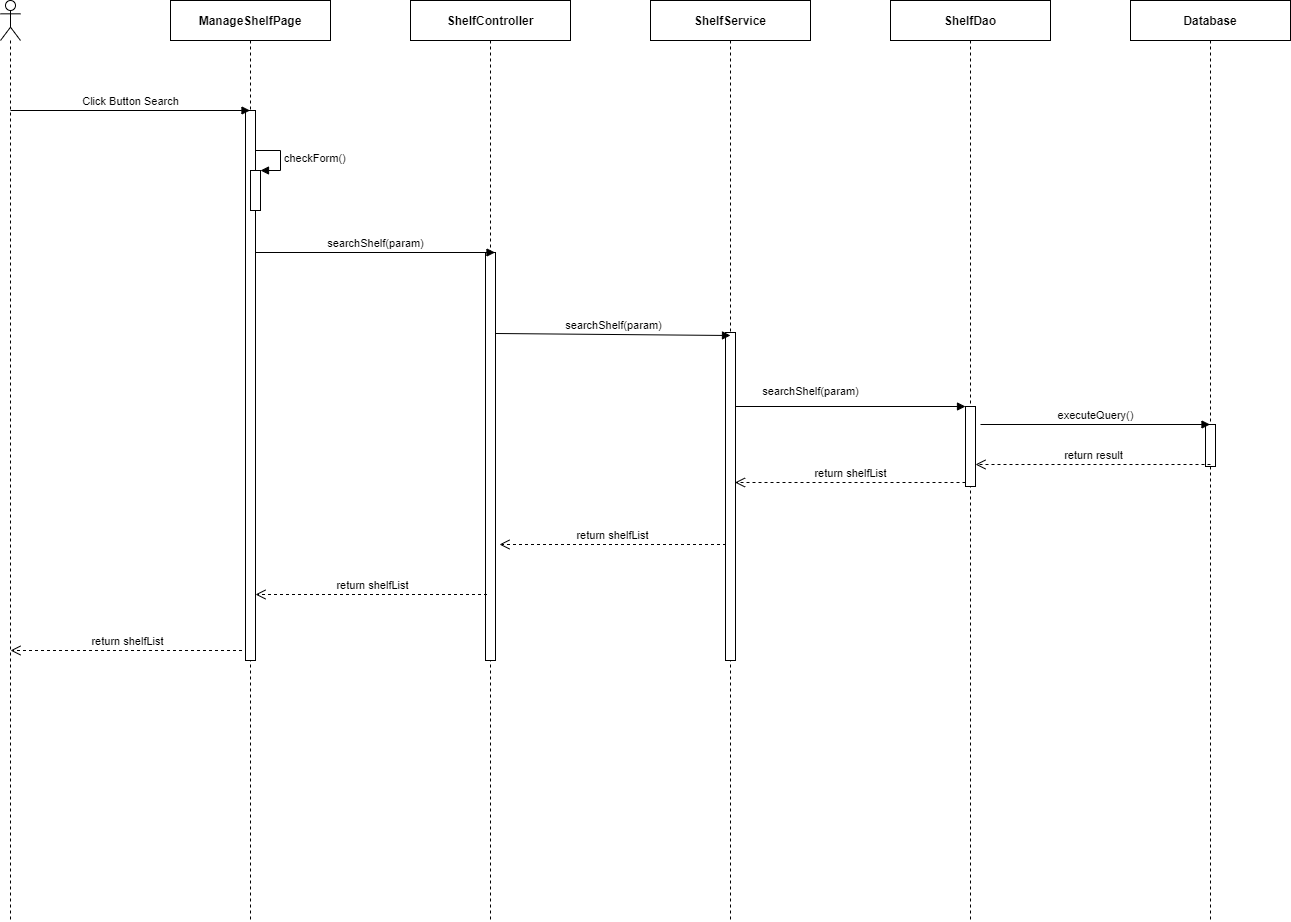 ManageShelfPage
ShelfController
ShelfService
ShelfDao
Database
Click Button Search
checkForm()
searchShelf(param)
searchShelf(param)
searchShelf(param)
executeQuery()
return result
return shelfList
return shelfList
return shelfList
return shelfList